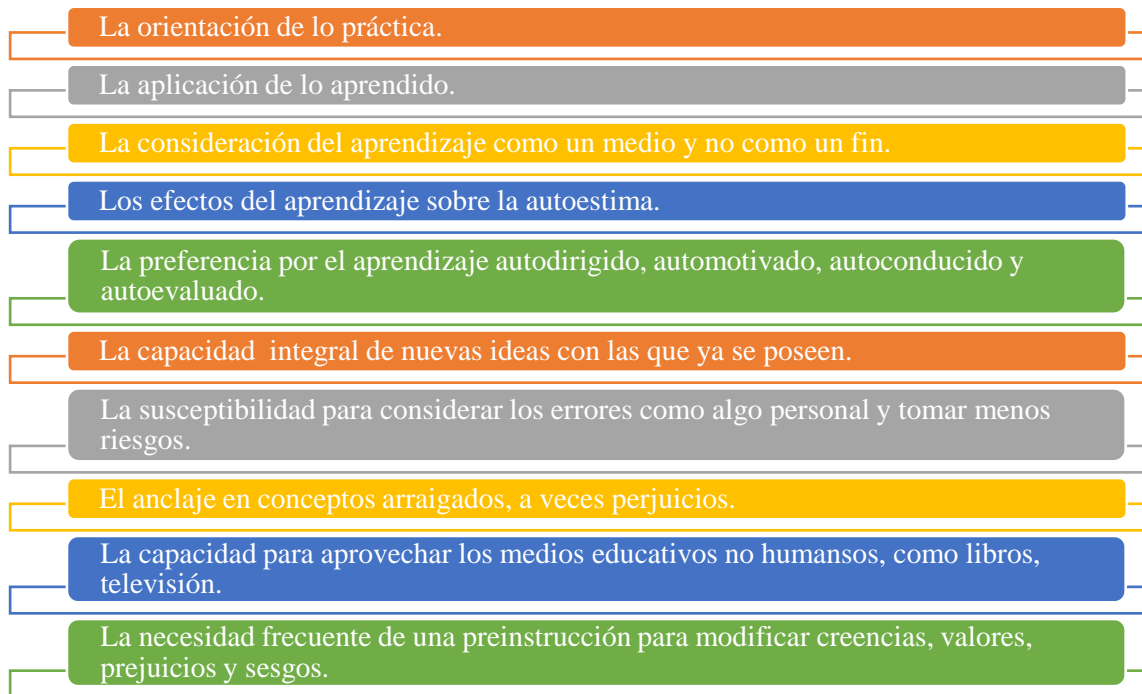 La orientación de lo práctica.
La aplicación de lo aprendido.
La consideración del aprendizaje como un medio y no como un fin.
Los efectos del aprendizaje sobre la autoestima.
La preferencia por el aprendizaje autodirigido, automotivado, autoconducido y
autoevaluado.
La capacidad  integral de nuevas ideas con las que ya se poseen.
La susceptibilidad para considerar los errores como algo personal y tomar menos
riesgos.
El anclaje en conceptos arraigados, a veces perjuicios.
La capacidad para aprovechar los medios educativos no humansos, como libros,
televisión.
La necesidad frecuente de una preinstrucción para modificar creencias, valores,
prejuicios y sesgos.